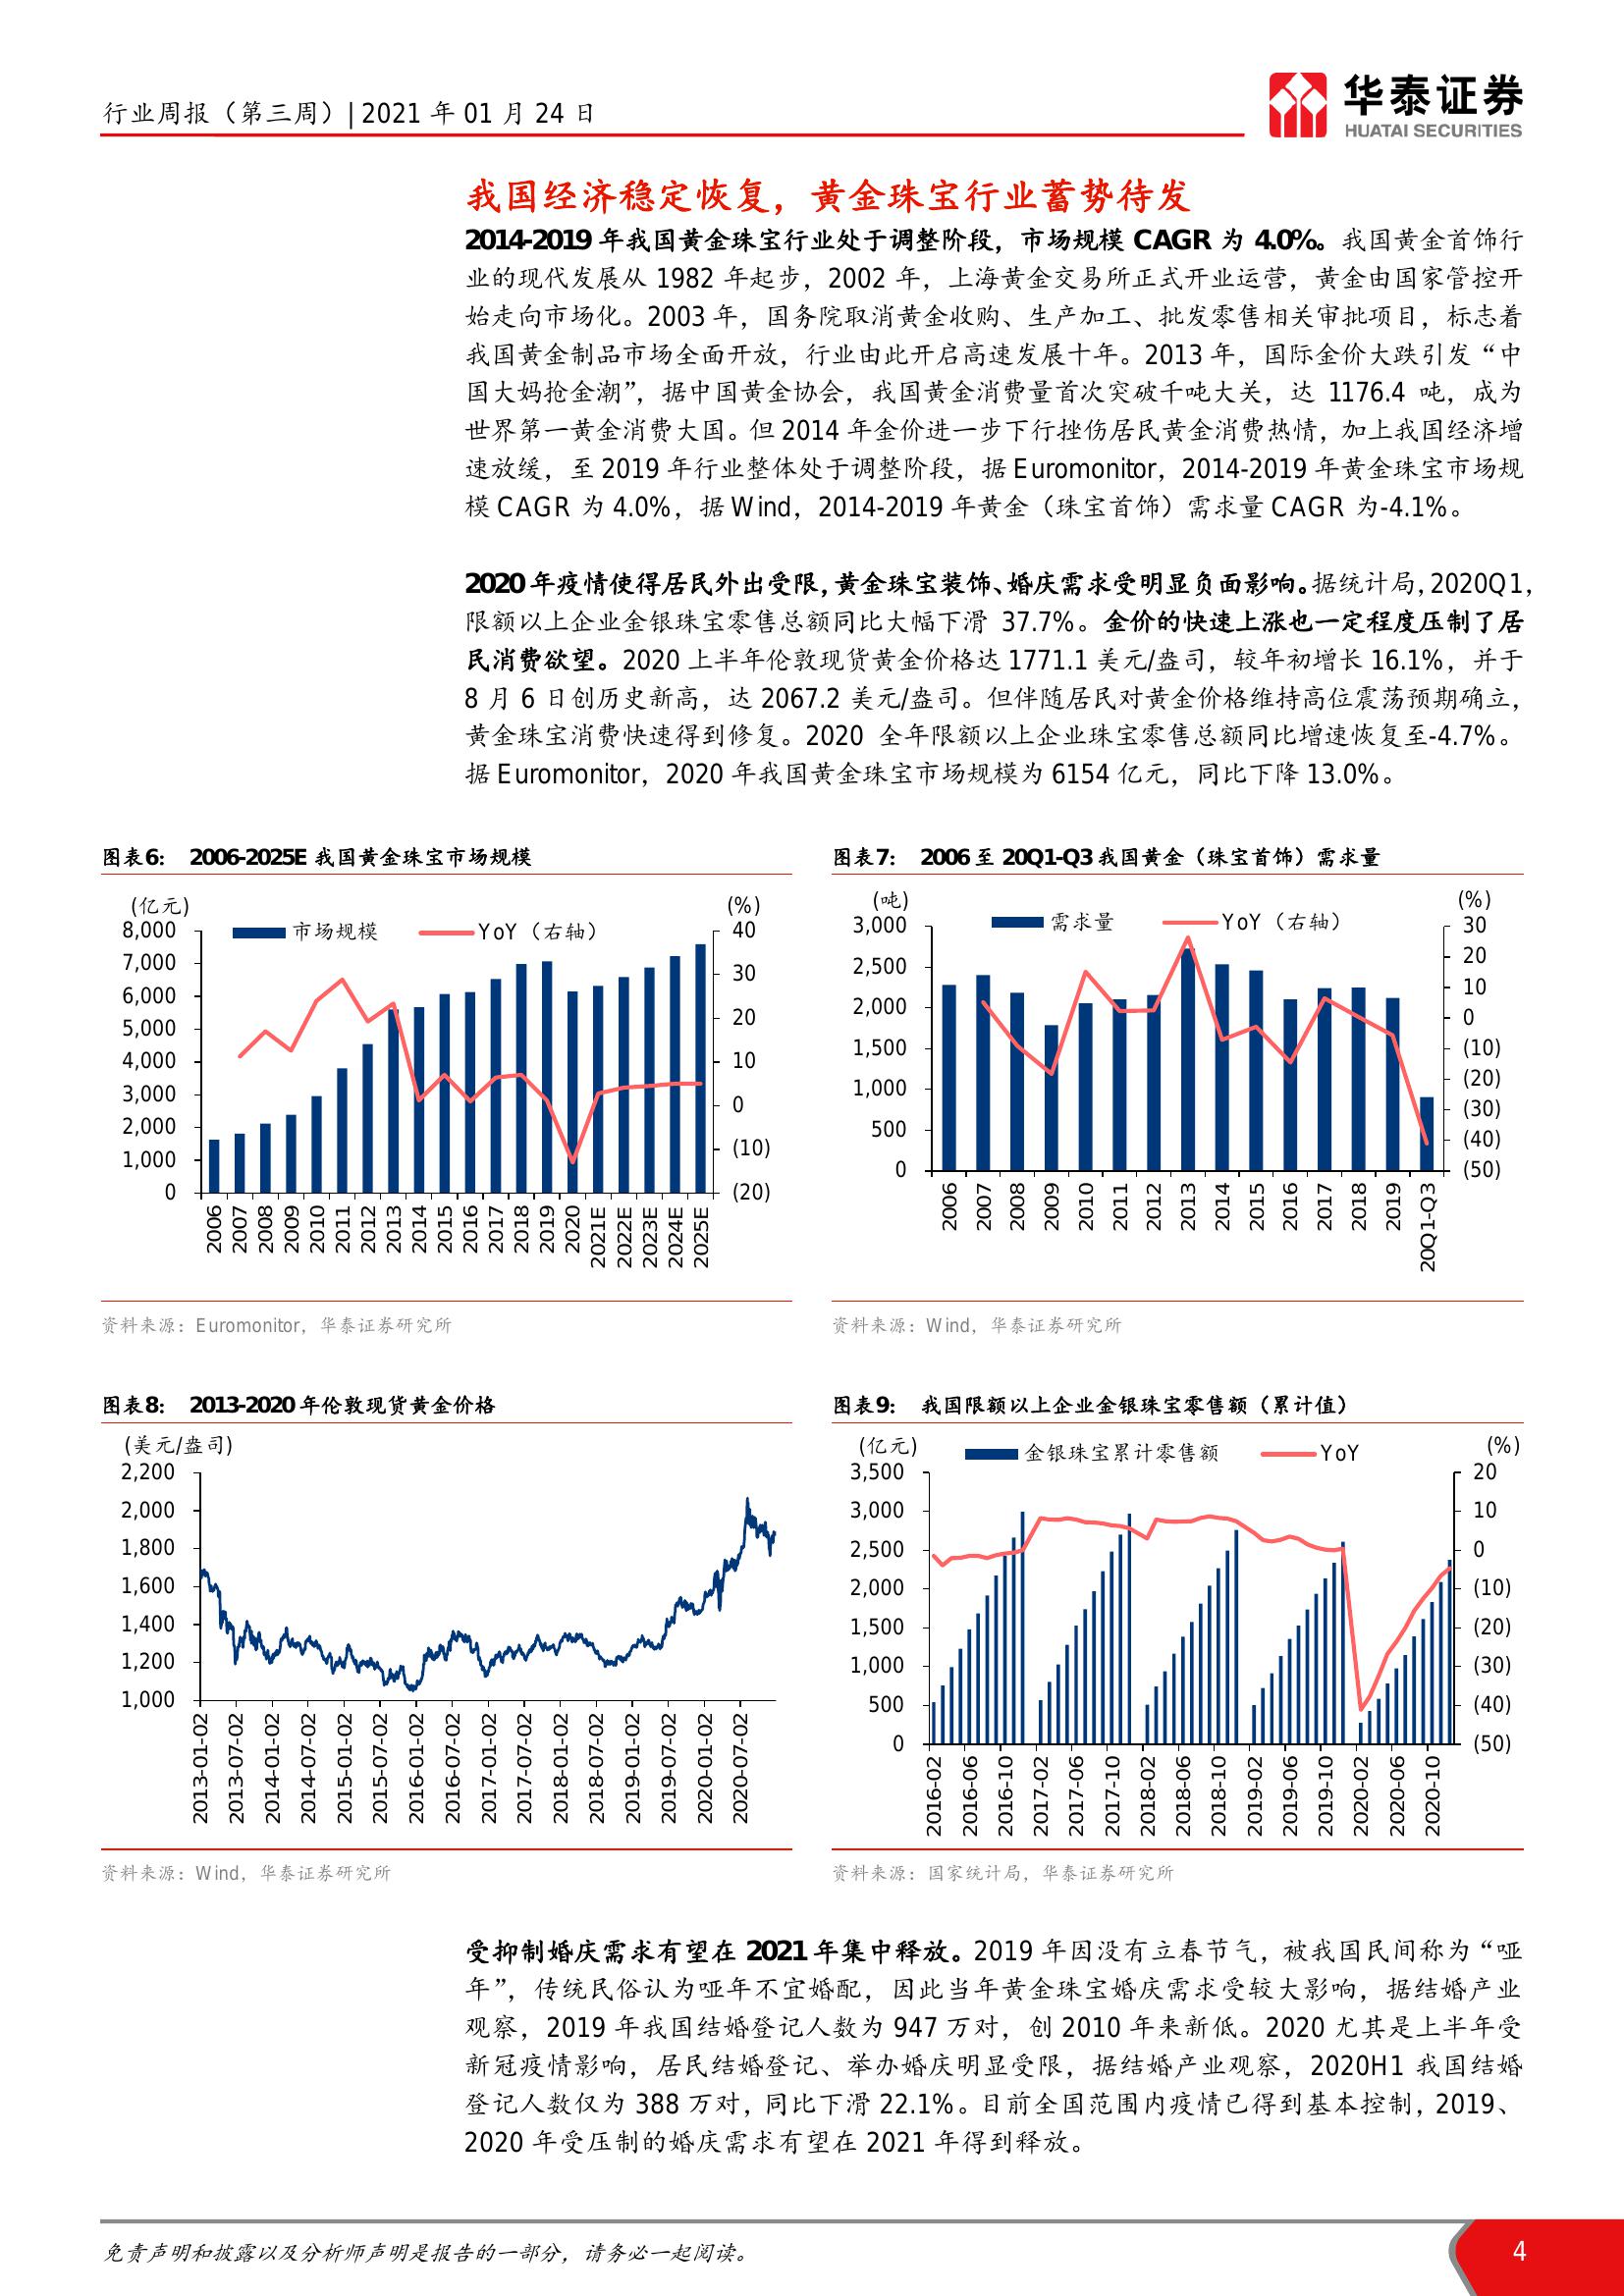 行业周报（第三周）| 2021 年 01 月 24 日
华泰证券
HUATAI SECURITIES
我国经济稳定恢复，黄金珠宝行业蓄势待发
2014-2019 年我国黄金珠宝行业处于调整阶段，市场规模 CAGR 为 4.0%。我国黄金首饰行
业的现代发展从 1982 年起步，2002 年，上海黄金交易所正式开业运营，黄金由国家管控开
始走向市场化。2003 年，国务院取消黄金收购、生产加工、批发零售相关审批项目，标志着
我国黄金制品市场全面开放，行业由此开启高速发展十年。2013 年，国际金价大跌引发“中
国大妈抢金潮”，据中国黄金协会，我国黄金消费量首次突破千吨大关，达 1176.4 吨，成为
世界第一黄金消费大国。但 2014 年金价进一步下行挫伤居民黄金消费热情，加上我国经济增
速放缓，至 2019 年行业整体处于调整阶段，据 Euromonitor，2014-2019 年黄金珠宝市场规
模 CAGR 为 4.0%，据 Wind，2014-2019 年黄金（珠宝首饰）需求量 CAGR 为-4.1%。
2020 年疫情使得居民外出受限，黄金珠宝装饰、婚庆需求受明显负面影响。据统计局，2020Q1，
限额以上企业金银珠宝零售总额同比大幅下滑 37.7%。金价的快速上涨也一定程度压制了居
民消费欲望。2020 上半年伦敦现货黄金价格达 1771.1 美元/盎司，较年初增长 16.1%，并于
8 月 6 日创历史新高，达 2067.2 美元/盎司。但伴随居民对黄金价格维持高位震荡预期确立，
黄金珠宝消费快速得到修复。2020 全年限额以上企业珠宝零售总额同比增速恢复至-4.7%。
据 Euromonitor，2020 年我国黄金珠宝市场规模为 6154 亿元，同比下降 13.0%。
图表6： 2006-2025E 我国黄金珠宝市场规模
(亿元)
(%)
市场规模 YoY（右轴）
8,000
7,000
6,000
5,000
4,000
3,000
2,000
1,000
0
40
30
20
10
0
(10)
(20)
2006 2007 2008 2009 2010 2011 2012 2013 2014 2015 2016 2017 2018 2019 2020 2021E 2022E 2023E 2024E 2025E
资料来源：Euromonitor，华泰证券研究所
图表7： 2006 至 20Q1-Q3 我国黄金（珠宝首饰）需求量
(吨)
(%)
需求量 YoY（右轴）
3,000
2,500
2,000
1,500
1,000
500
0
30
20
10
0
(10)
(20)
(30)
(40)
(50)
2006 2007 2008 2009 2010 2011 2012 2013 2014 2015 2016 2017 2018 2019 20Q1-Q3
资料来源：Wind，华泰证券研究所
图表8： 2013-2020 年伦敦现货黄金价格
(美元/盎司)
2,200
2,000
1,800
1,600
1,400
1,200
1,000
2013-01-02 2013-07-02 2014-01-02 2014-07-02 2015-01-02 2015-07-02 2016-01-02 2016-07-02 2017-01-02 2017-07-02 2018-01-02 2018-07-02 2019-01-02 2019-07-02 2020-01-02 2020-07-02
资料来源：Wind，华泰证券研究所
图表9： 我国限额以上企业金银珠宝零售额（累计值）
(亿元)
(%)
金银珠宝累计零售额 YoY
3,500
3,000
2,500
2,000
1,500
1,000
500
0
20
10
0
(10)
(20)
(30)
(40)
(50)
2016-02 2016-06 2016-10 2017-02 2017-06 2017-10 2018-02 2018-06 2018-10 2019-02 2019-06 2019-10 2020-02 2020-06 2020-10
资料来源：国家统计局，华泰证券研究所
受抑制婚庆需求有望在 2021 年集中释放。2019 年因没有立春节气，被我国民间称为“哑
年”，传统民俗认为哑年不宜婚配，因此当年黄金珠宝婚庆需求受较大影响，据结婚产业
观察，2019 年我国结婚登记人数为 947 万对，创 2010 年来新低。2020 尤其是上半年受
新冠疫情影响，居民结婚登记、举办婚庆明显受限，据结婚产业观察，2020H1 我国结婚
登记人数仅为 388 万对，同比下滑 22.1%。目前全国范围内疫情已得到基本控制，2019、
2020 年受压制的婚庆需求有望在 2021 年得到释放。
免责声明和披露以及分析师声明是报告的一部分，请务必一起阅读。
4